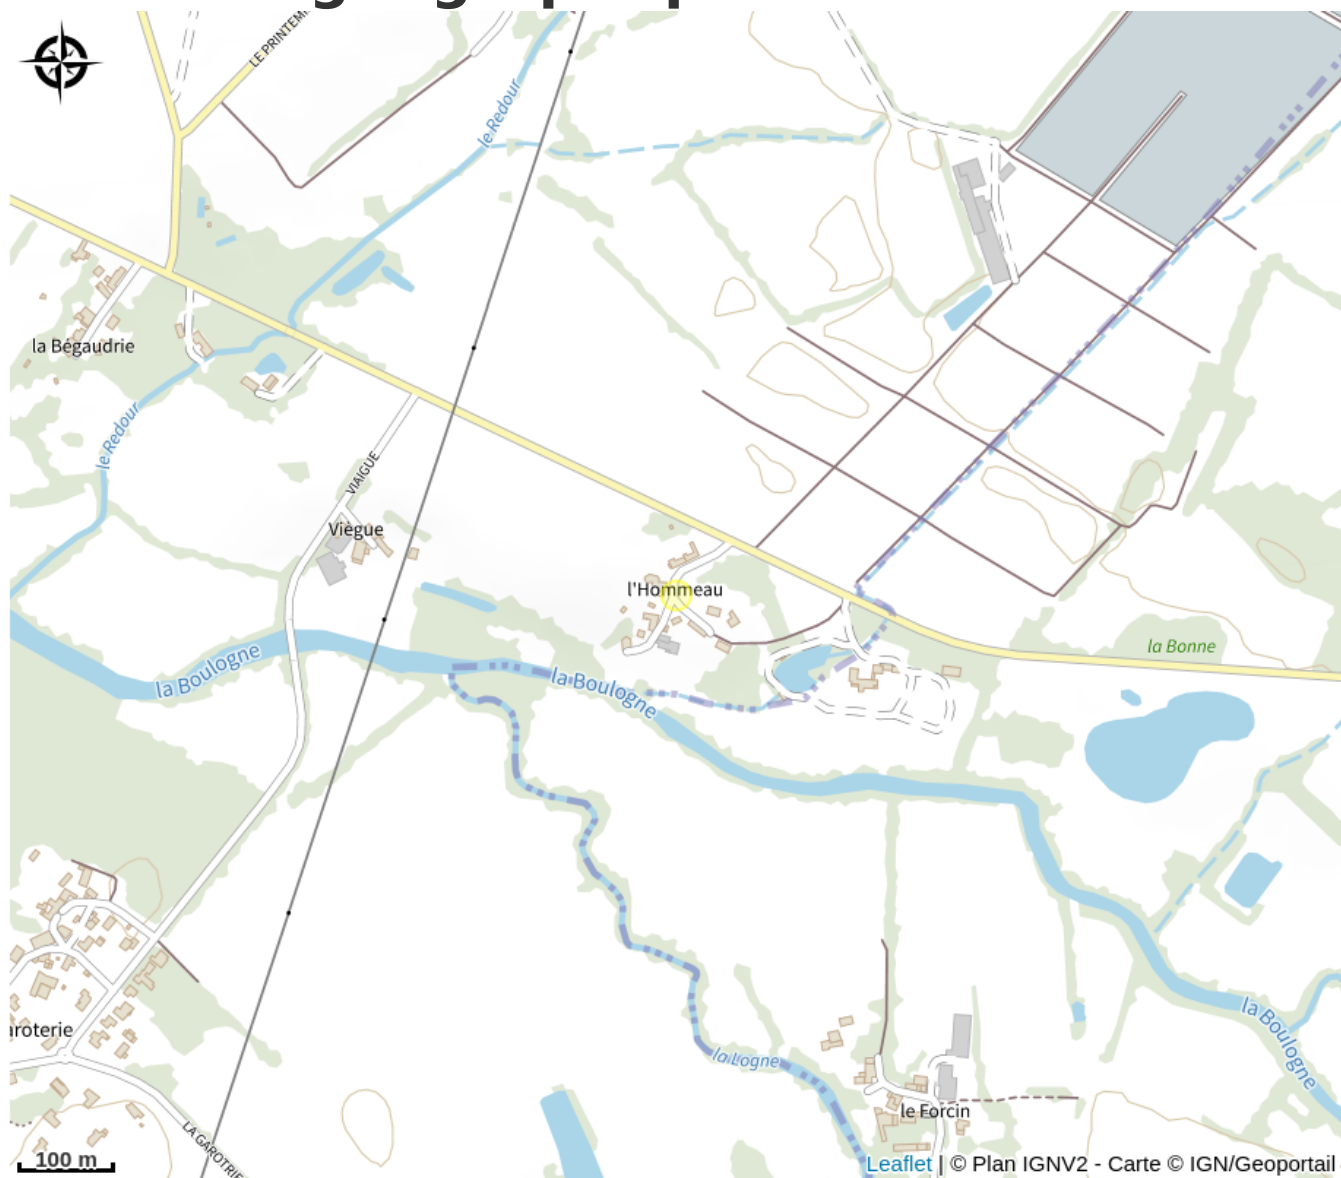 LE PRINTEM
le Redour
la Bégaudrie
le Redour
VIAIGUE
Viègue
l'Hommeau
la Bonne
la Boulogne
la Boulogne
la Boulogne
aroterie
la Logne
le Forcin
LA GAROTRIE
100 m
Leaflet | © Plan IGNV2 - Carte © IGN/Geoportail